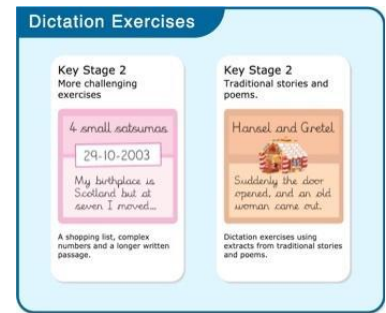 Dictation Exercises
Key Stage 2
More challenging
exercises
4 small satsumas
29-10-2003
My birthplace is
Scotland but at
seven I moved...
A shopping list, complex
numbers and a longer written
passage.
Key Stage 2
Traditional stories and
poems.
Hansel and Gretel
Suddenly the door
opened, and an old
woman came out.
Dictation exercises using
extracts from traditional stories
and poems.